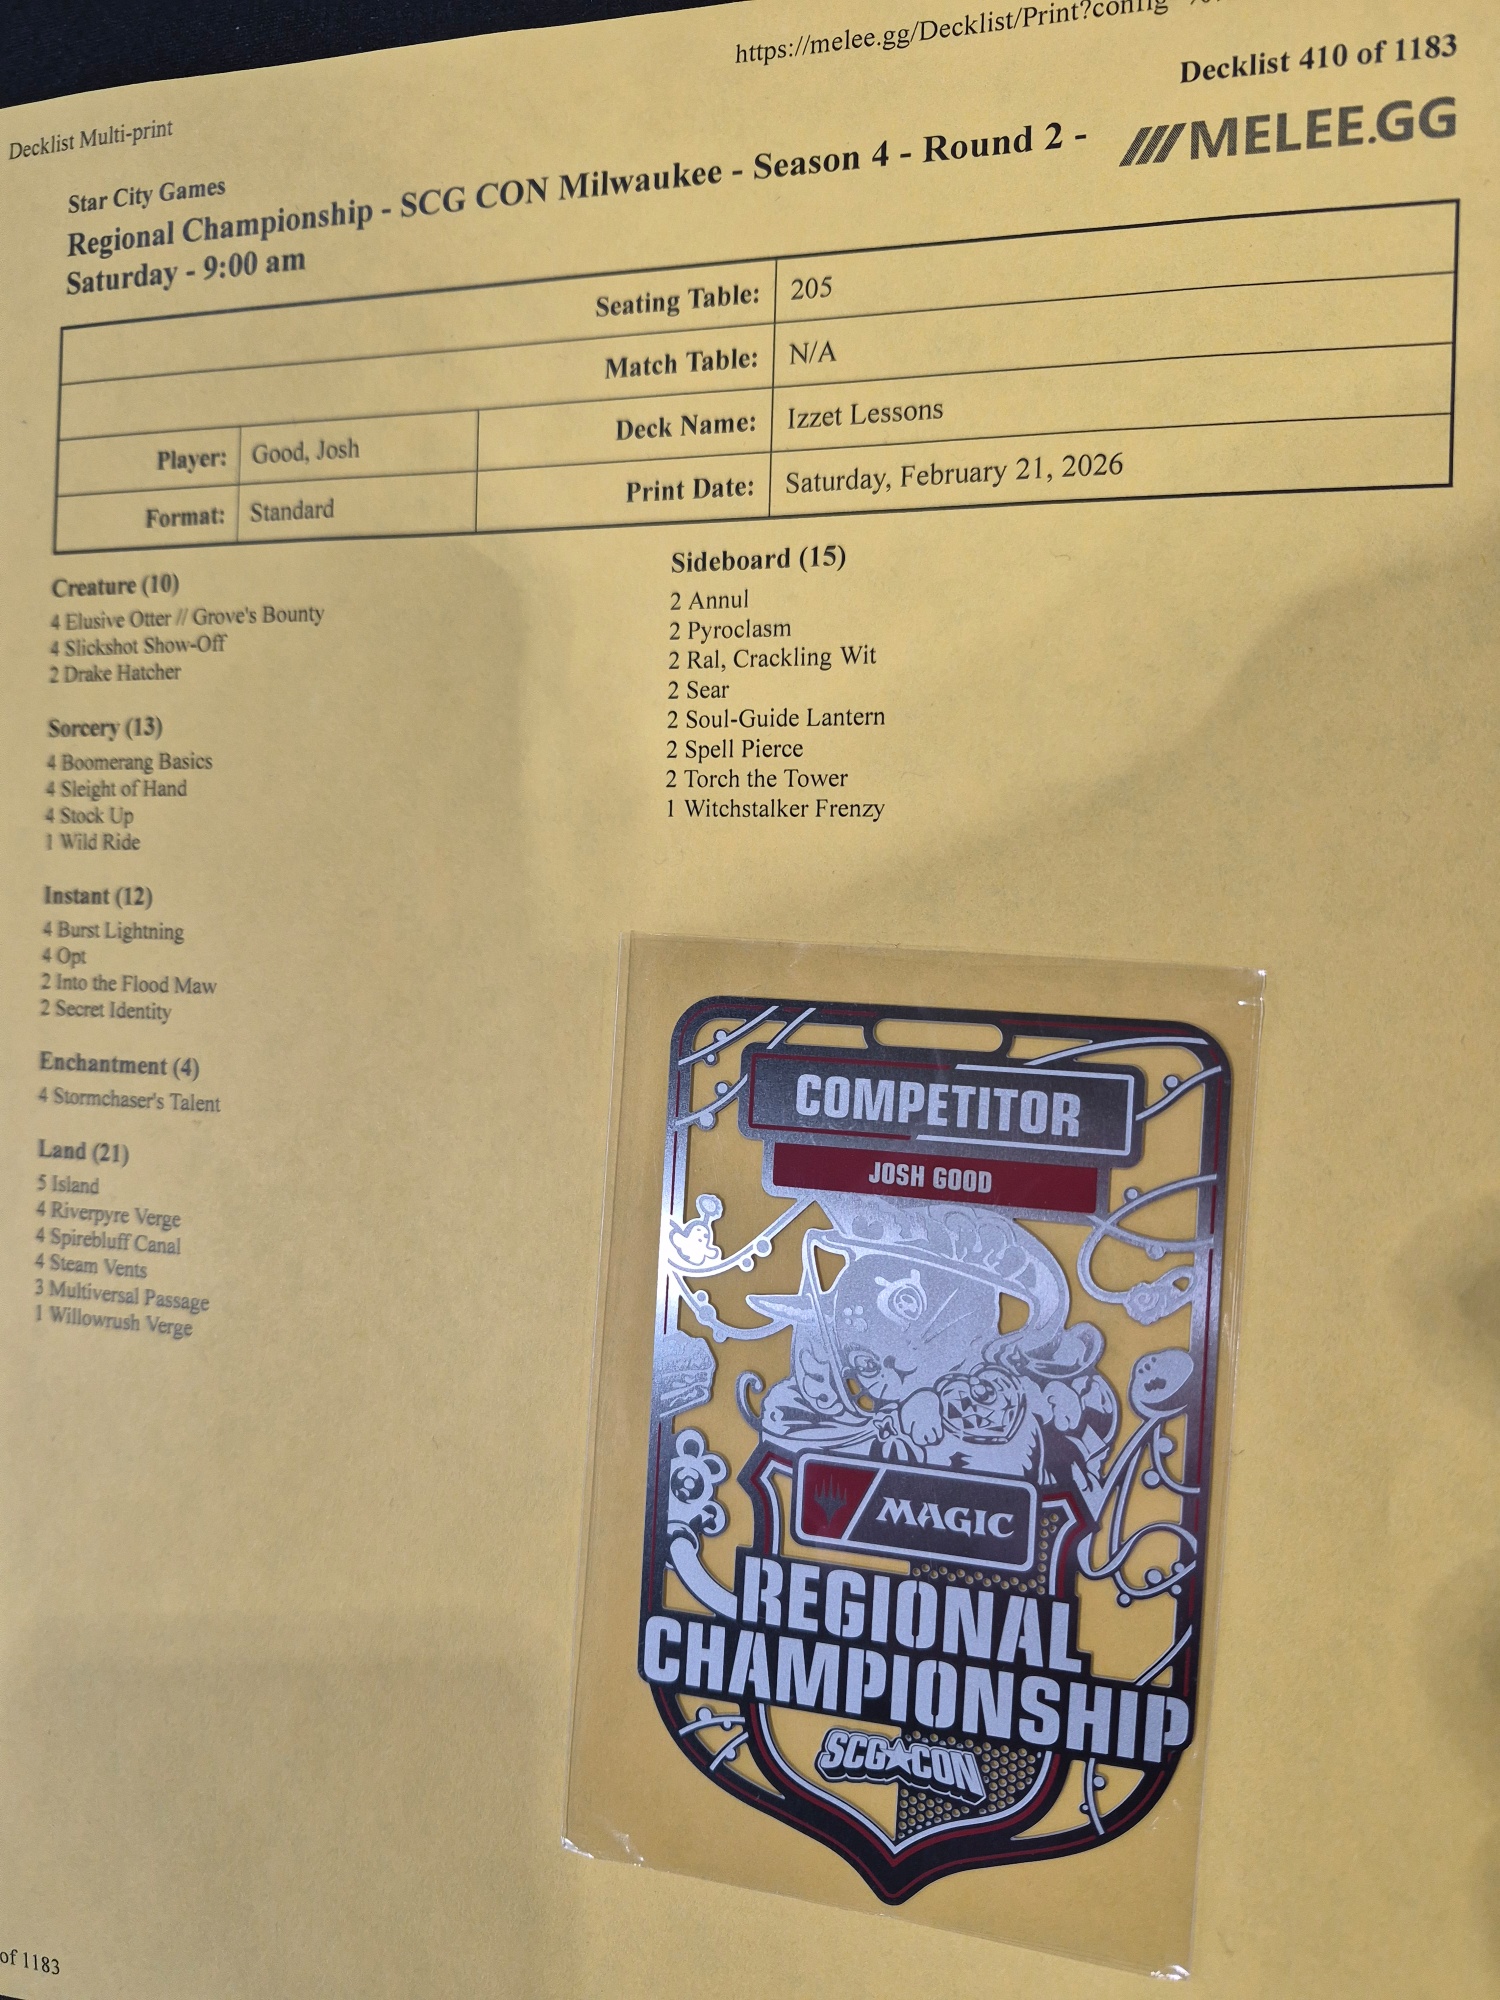 https://melee.gg/Decklist/Print?config
Decklist Multi-print
Decklist 410 of 1183
Star City Games
Regional Championship - SCG CON Milwaukee - Season 4 - Round 2 -
Saturday - 9:00 am
MELEE.GG
Seating Table: 205
Match Table: N/A
Player: Good, Josh Deck Name: Izzet Lessons
Format: Standard Print Date: Saturday, February 21, 2026
Creature (10)
4 Elusive Otter // Grove's Bounty
4 Slickshot Show-Off
2 Drake Hatcher
Sorcery (13)
4 Boomerang Basics
4 Sleight of Hand
4 Stock Up
1 Wild Ride
Instant (12)
4 Burst Lightning
4 Opt
2 Into the Flood Maw
2 Secret Identity
Enchantment (4)
4 Stormchaser's Talent
Land (21)
5 Island
4 Riverpyre Verge
4 Spirebluff Canal
4 Steam Vents
3 Multiversal Passage
1 Willowrush Verge
Sideboard (15)
2 Annul
2 Pyroclasm
2 Ral, Crackling Wit
2 Sear
2 Soul-Guide Lantern
2 Spell Pierce
2 Torch the Tower
1 Witchstalker Frenzy
COMPETITOR
JOSH GOOD
MAGIC
REGIONAL
CHAMPIONSHIP
SCG CON
of 1183